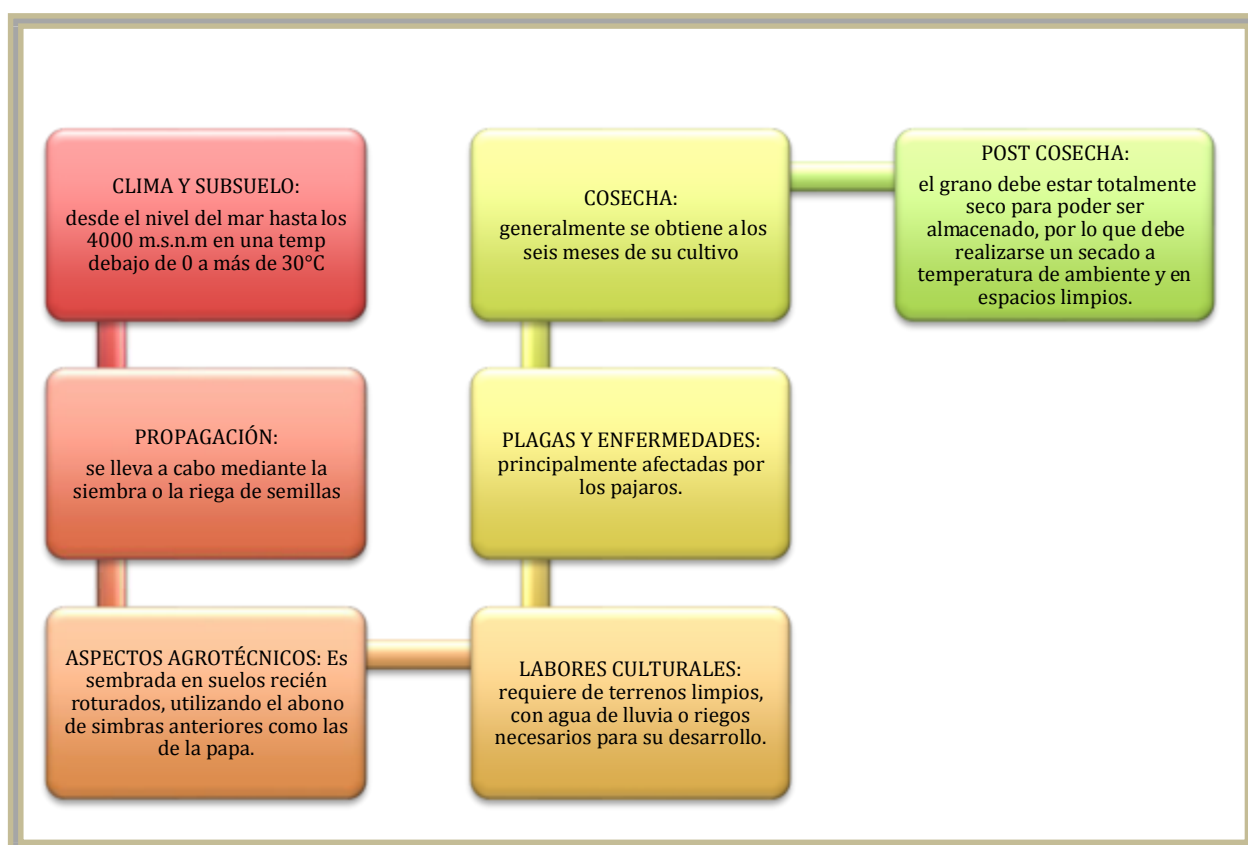 CLIMA Y SUBSUELO:
desde el nivel del mar hasta los
4000 m.s.n.m en una temp
debajo de 0 a más de 30°C
PROPAGACIÓN:
se lleva a cabo mediante la
siembra o la riega de semillas
ASPECTOS AGROTÉCNICOS: Es
sembrada en suelos recién
roturados, utilizando el abono
de simbras anteriores como las
de la papa.
LABORES CULTURALES:
requiere de terrenos limpios,
con agua de lluvia o riegos
necesarios para su desarrollo.
PLAGAS Y ENFERMEDADES:
principalmente afectadas por
los pajaros.
COSECHA:
generalmente se obtiene a los
seis meses de su cultivo
POST COSECHA:
el grano debe estar totalmente
seco para poder ser
almacenado, por lo que debe
realizarse un secado a
temperatura de ambiente y en
espacios limpios.